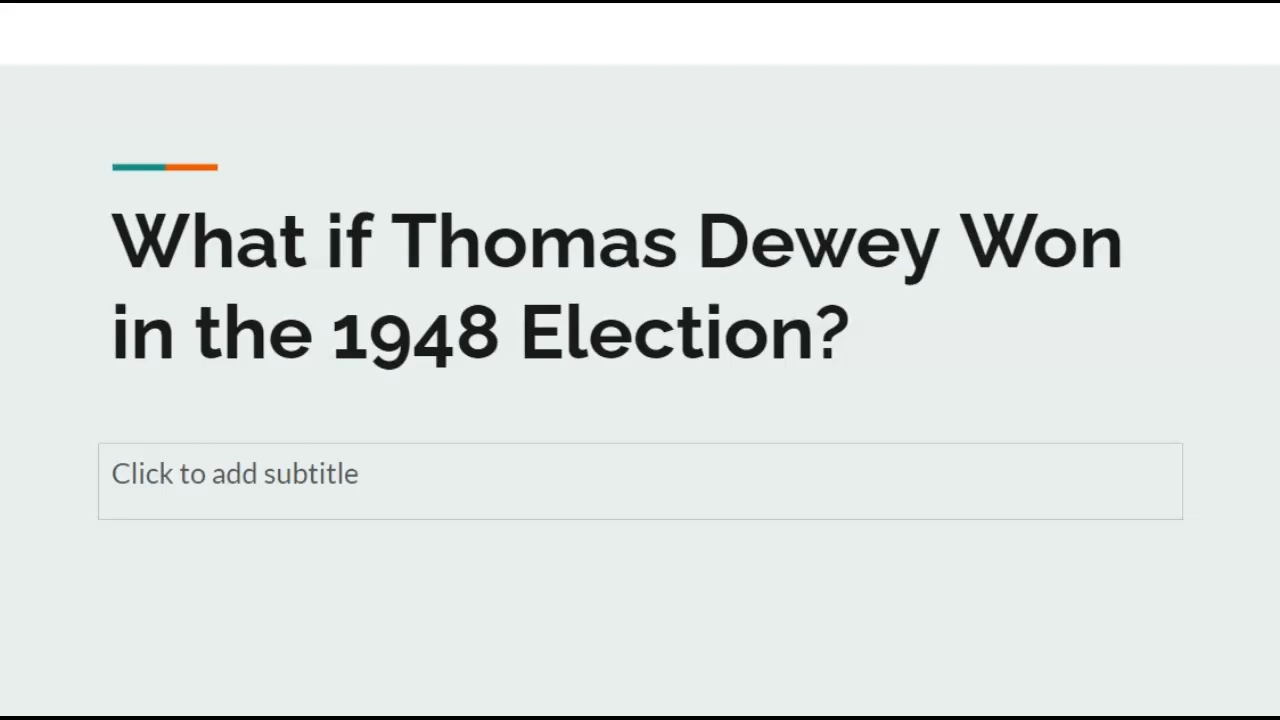 What if Thomas Dewey Won
in the 1948 Election?
Click to add subtitle